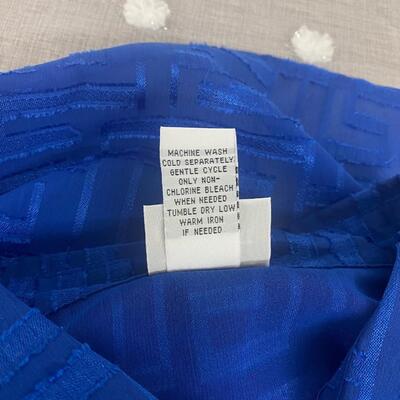 MACHINE WASH
COLD SEPARATELY,
GENTLE CYCLE
ONLY NON-
CHLORINE BLEACH
WHEN NEEDED
TUMBLE DRY LOW
WARM IRON
IF NEEDED